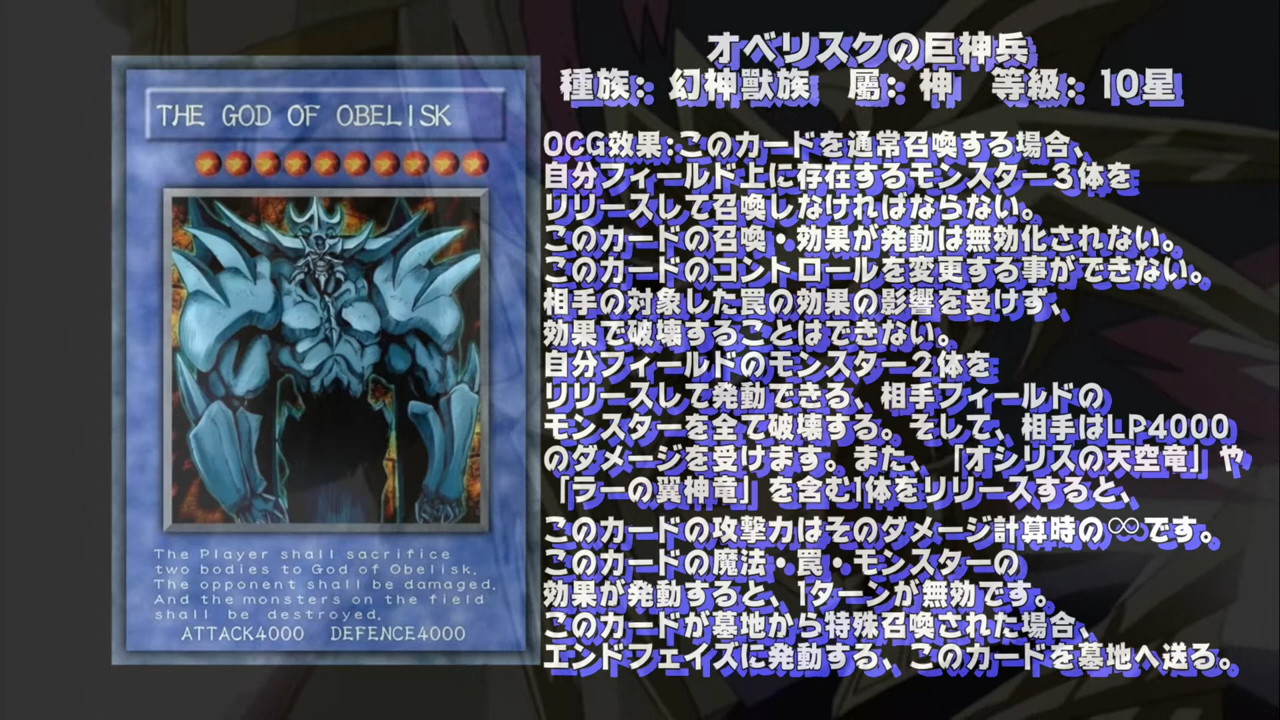 THE GOD OF OBELISK
The Player shall sacrifice
two bodies to God of Obelisk.
The opponent shall be damaged.
And the monsters on the field
shall be destroyed.
ATTACK4000 DEFENCE4000
オベリスクの巨神兵
種族: 幻神獸族 屬: 神 等級: 10星
OCG効果:このカードを通常召喚する場合、
自分フィールド上に存在するモンスター3体を
リリースして召喚しなければならない。
このカードの召喚・効果が発動は無効化されない。
このカードのコントロールを変更する事ができない。
相手の対象した罠の効果の影響を受けず、
効果で破壊することはできない。
自分フィールドのモンスター2体を
リリースして発動できる、相手フィールドの
モンスターを全て破壊する。そして、相手はLP4000
のダメージを受けます。また、「オシリスの天空竜」や
「ラーの翼神竜」を含む1体をリリースすると、
このカードの攻撃力はそのダメージ計算時の∞です。
このカードの魔法・罠・モンスターの
効果が発動すると、1ターンが無効です。
このカードが墓地から特殊召喚された場合、
エンドフェイズに発動する、このカードを墓地へ送る。